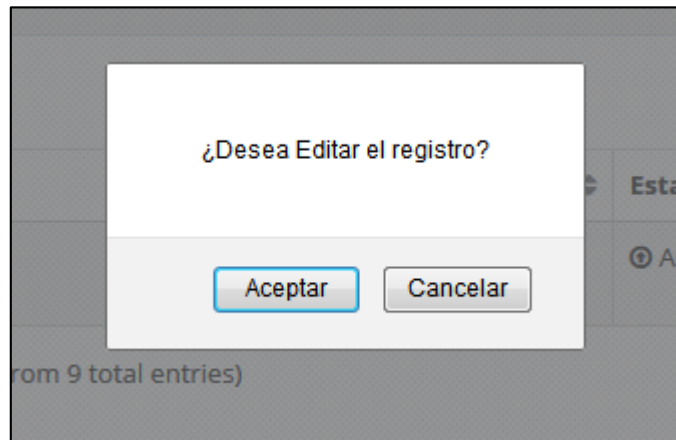 ¿Desea Editar el registro?
Esta
Aceptar
Cancelar
A
rom 9 total entries)